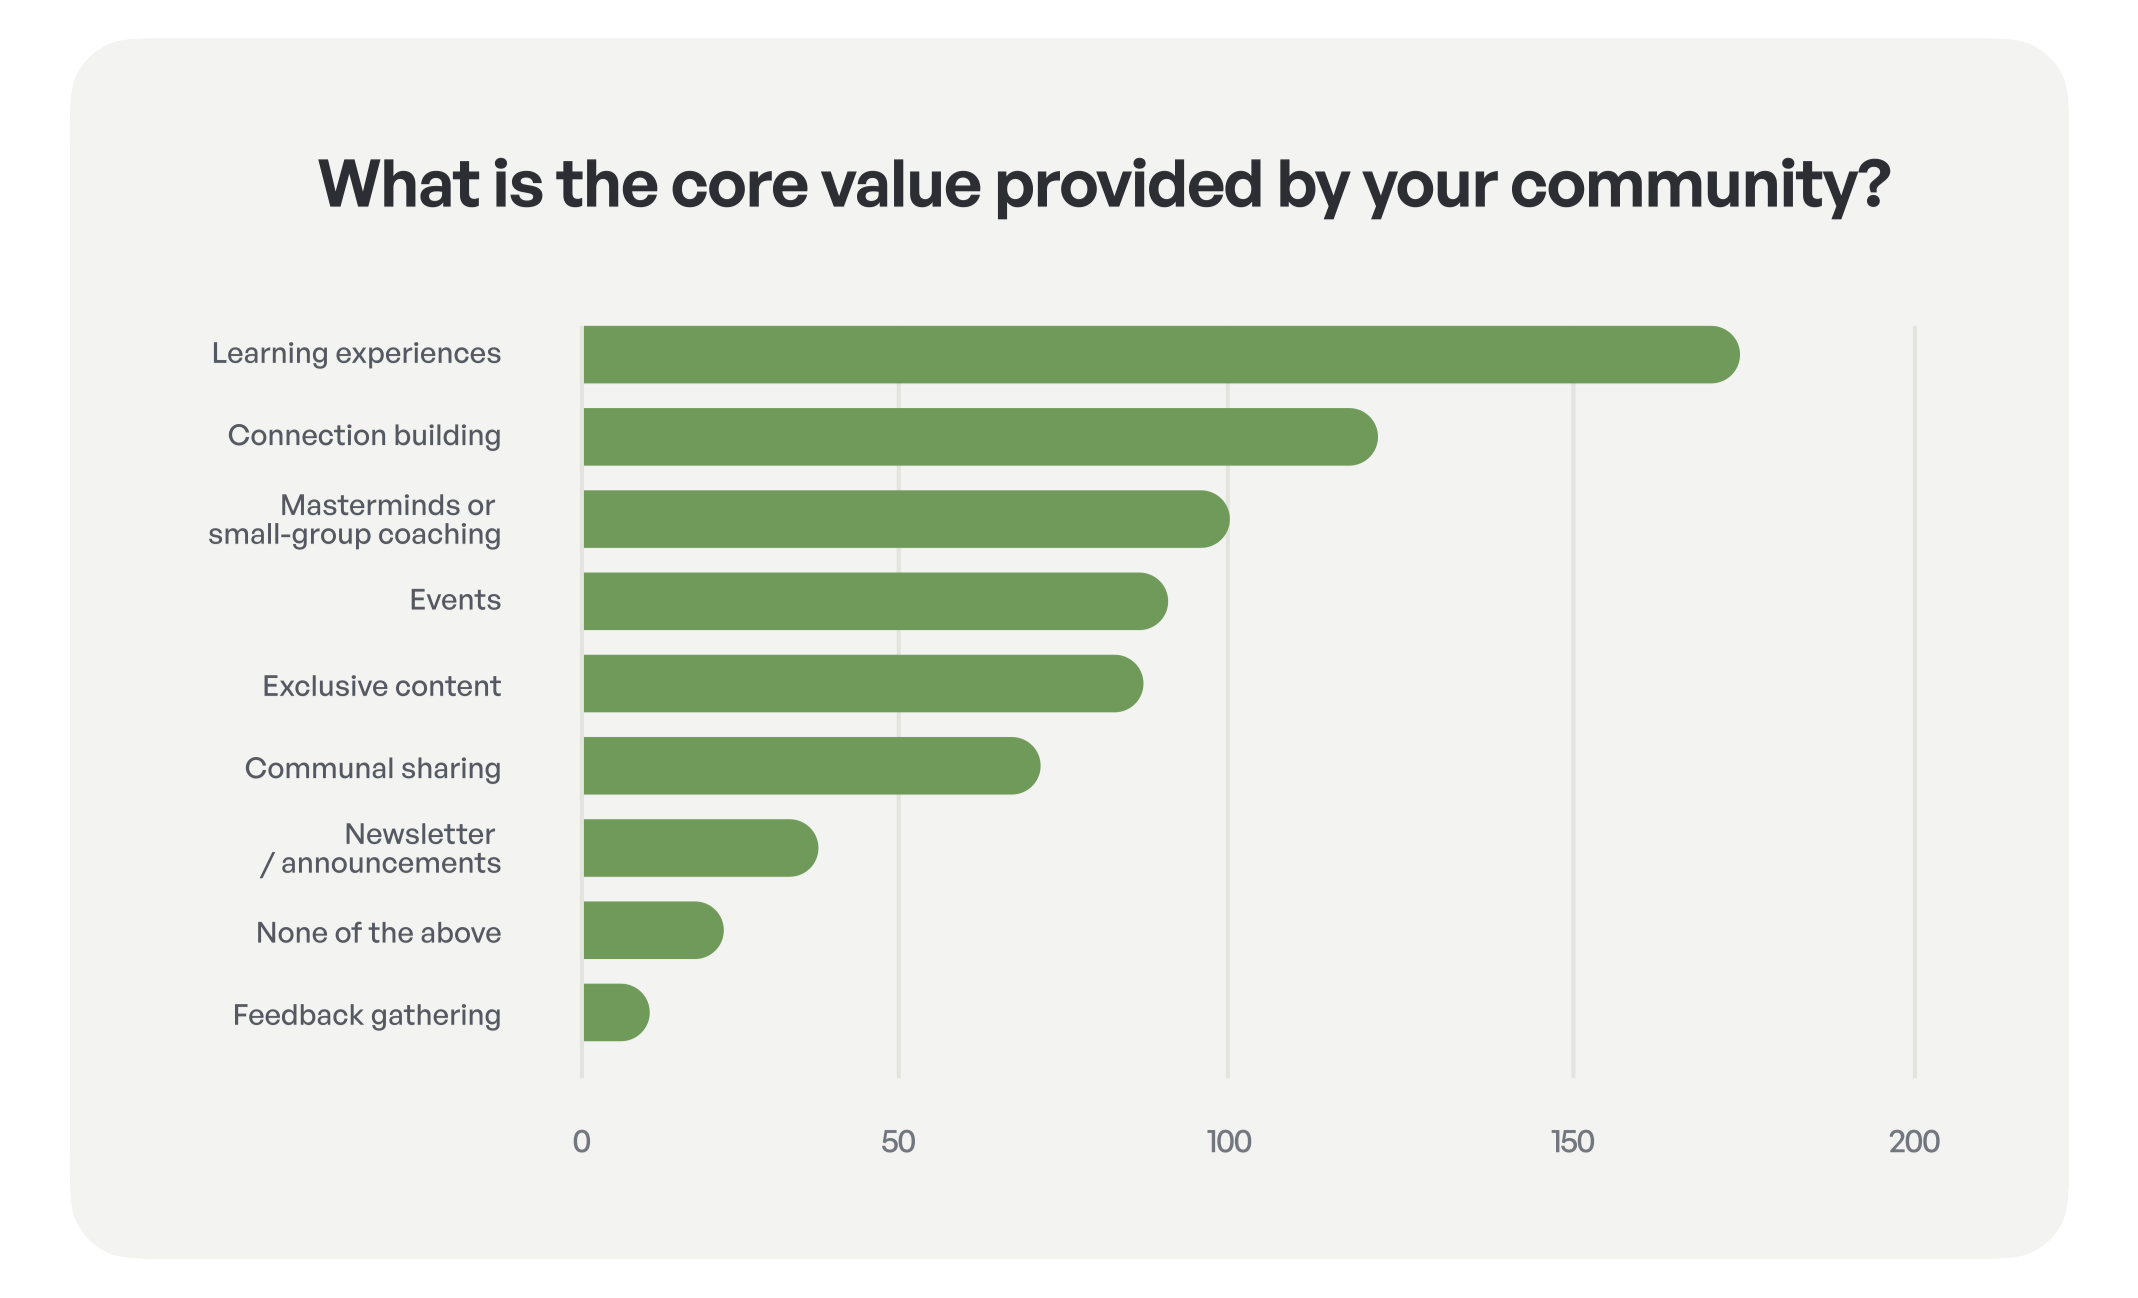 What is the core value provided by your community?
Learning experiences
Connection building
Masterminds or
small-group coaching
Events
Exclusive content
Communal sharing
Newsletter
/ announcements
None of the above
Feedback gathering
0 50 100 150 200